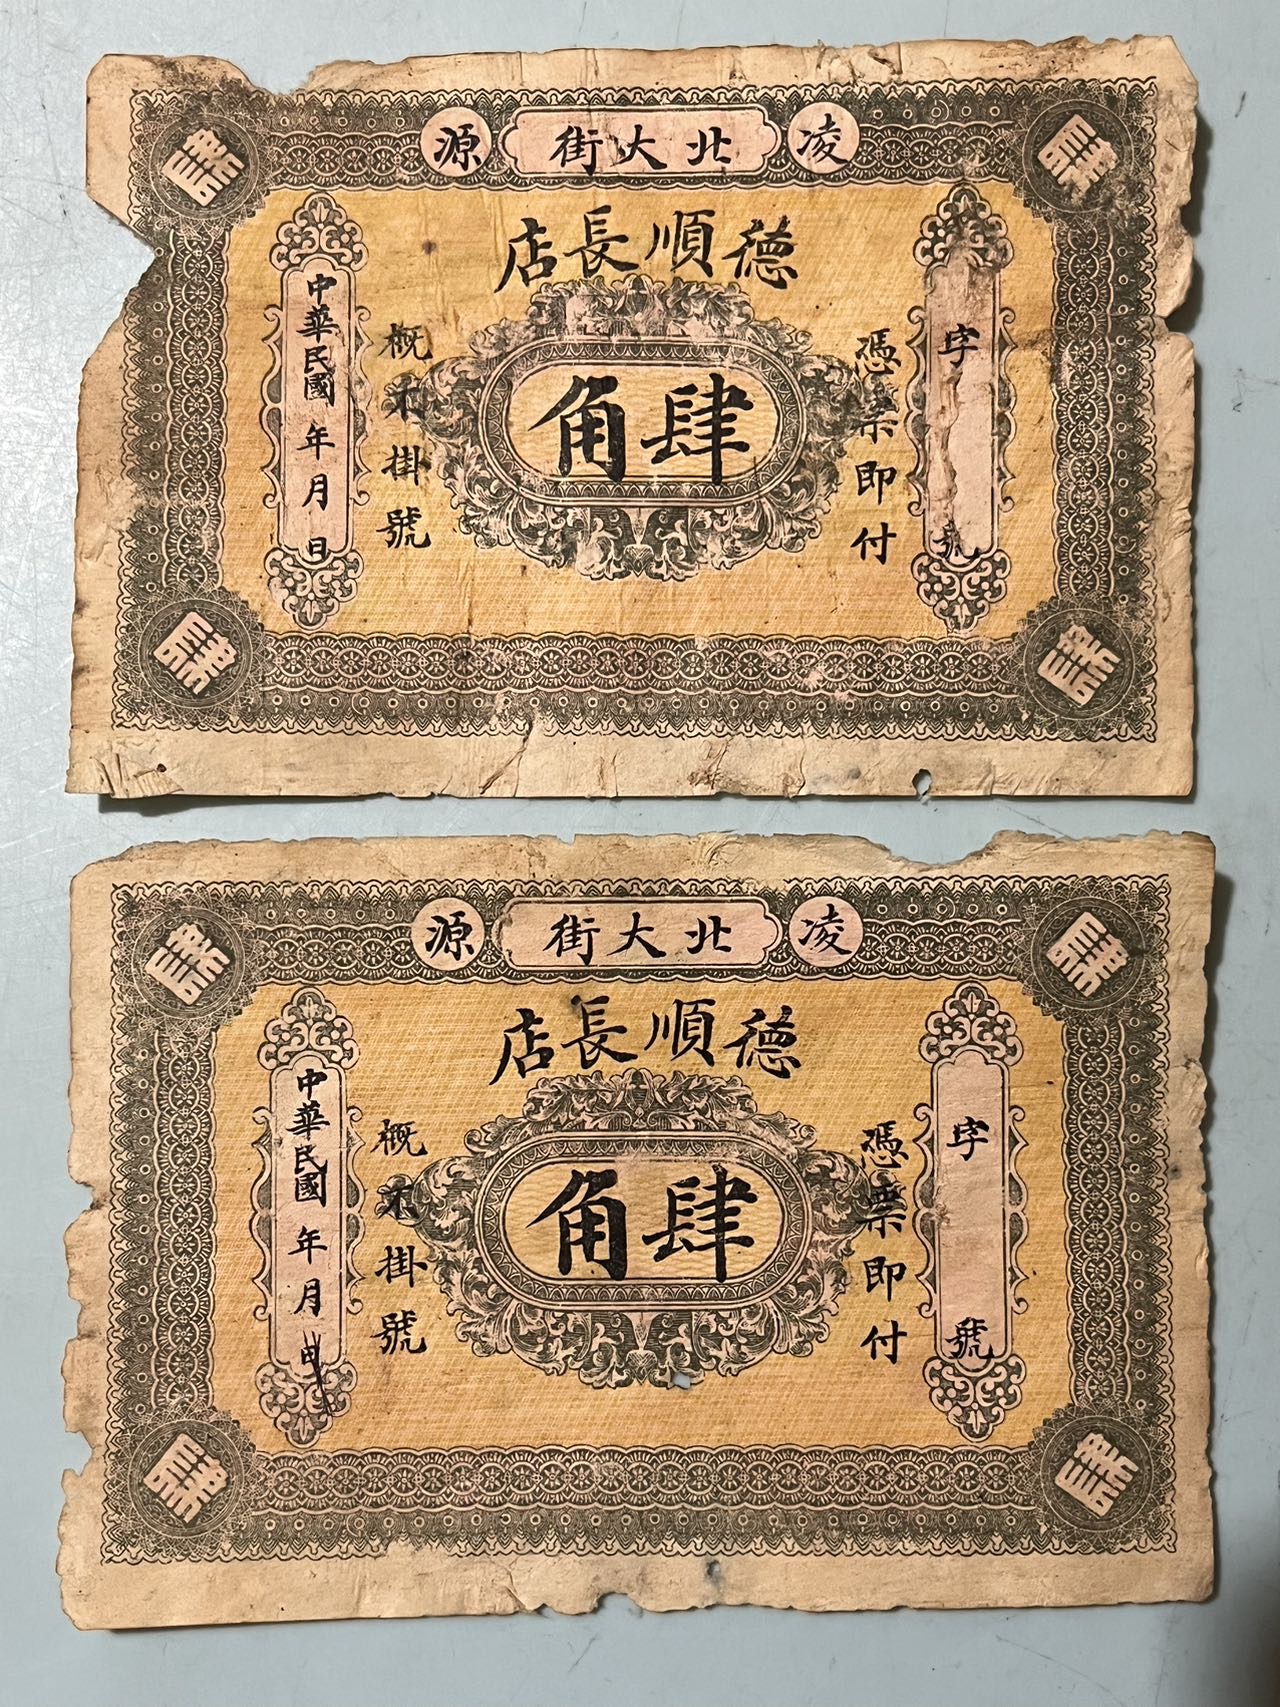 凌 北大街 源
德順長店
字 號
憑票即付
肆角
概不掛號
中華民國 年 月 日
凌 北大街 源
德順長店
字 號
憑票即付
肆角
概不掛號
中華民國 年 月 日